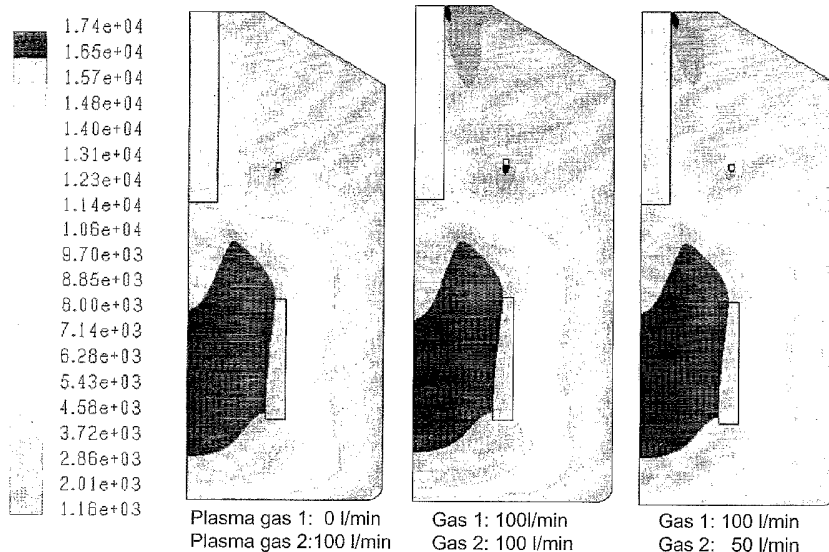 1.74e+04
1.65e+04
1.57e+04
1.48e+04
1.40e+04
1.31e+04
1.23e+04
1.14e+04
1.06e+04
9.70e+03
8.85e+03
8.00e+03
7.14e+03
6.28e+03
5.43e+03
4.58e+03
3.72e+03
2.86e+03
2.01e+03
1.16e+03
Plasma gas 1: 0 l/min
Plasma gas 2:100 l/min
Gas 1: 100l/min
Gas 2: 100 l/min
Gas 1: 100 l/min
Gas 2: 50 l/min